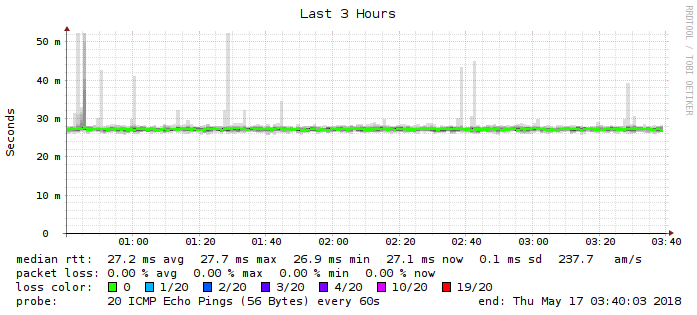 Last 3 Hours
RRDTOOL / TOBI OETIKER
Seconds
50 m
40 m
30 m
20 m
10 m
0
01:00 01:20 01:40 02:00 02:20 02:40 03:00 03:20 03:40
median rtt: 27.2 ms avg 27.7 ms max 26.9 ms min 27.1 ms now 0.1 ms sd 237.7 am/s
packet loss: 0.00 % avg 0.00 % max 0.00 % min 0.00 % now
loss color: 0 1/20 2/20 3/20 4/20 10/20 19/20
probe: 20 ICMP Echo Pings (56 Bytes) every 60s end: Thu May 17 03:40:03 2018